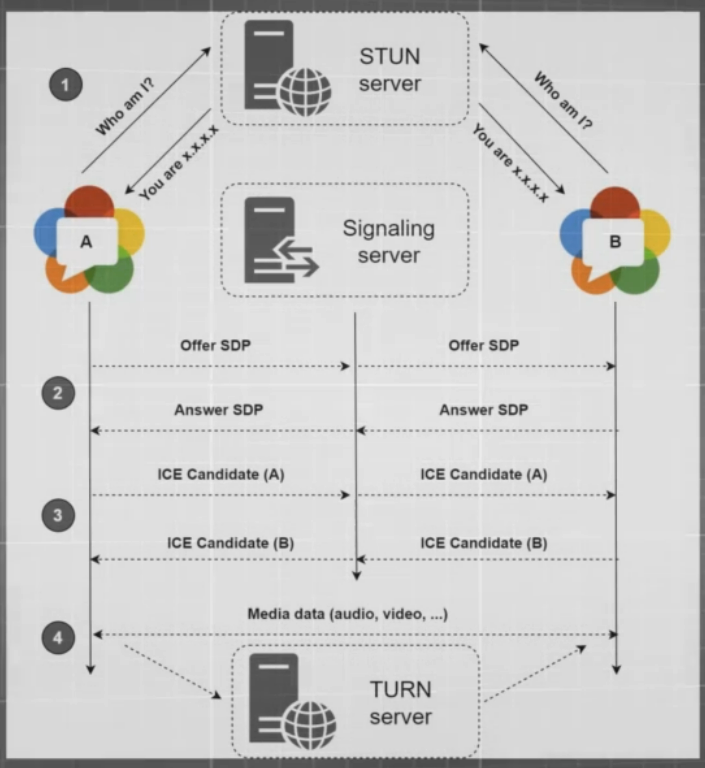 STUN
server
1
Who am I?
Who am I?
You are x.x.x.x
You are x.x.x.x
A
Signaling
server
B
Offer SDP
Offer SDP
2
Answer SDP
Answer SDP
ICE Candidate (A)
ICE Candidate (A)
3
ICE Candidate (B)
ICE Candidate (B)
Media data (audio, video, ...)
4
TURN
server